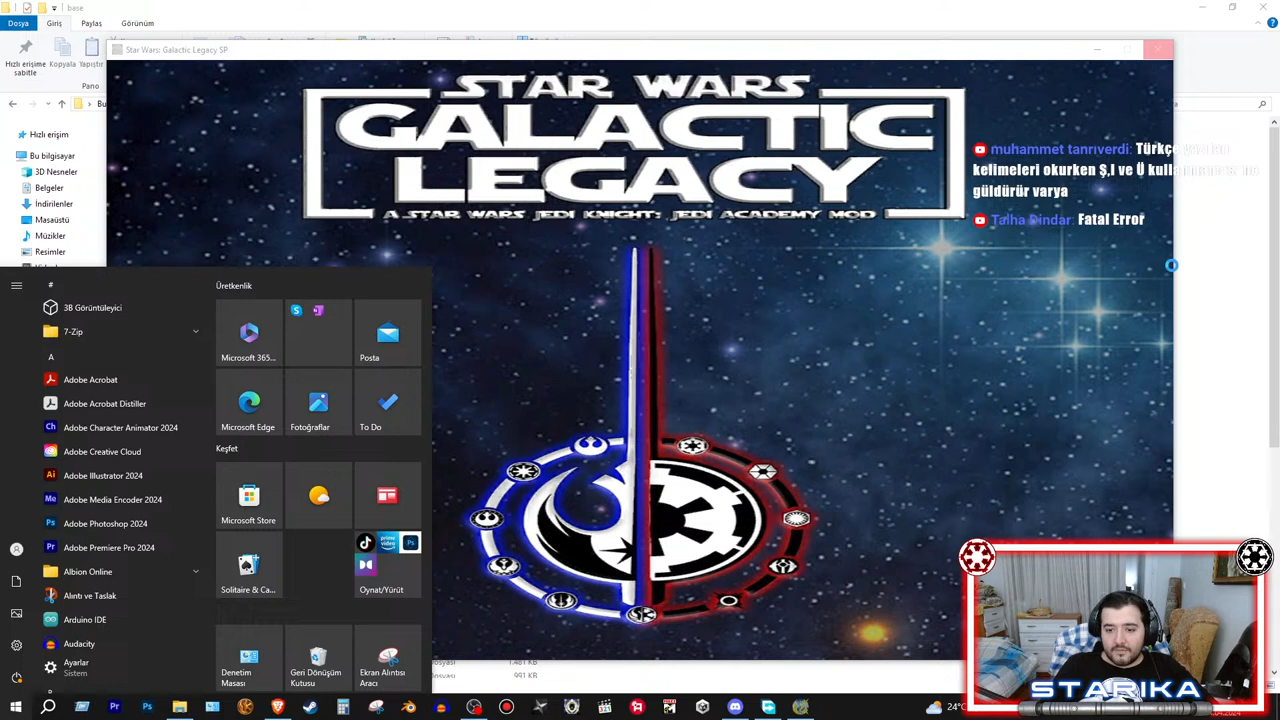 base
Dosya
Giriş
Paylaş
Görünüm
Hızlı erişime
sabitle
Kopyala
Pano
Star Wars: Galactic Legacy SP
Hızlı erişim
Bu bilgisayar
3D Nesneler
Belgeler
İndirilenler
Masaüstü
Müzikler
Resimler
STAR WARS
GALACTIC
LEGACY
A STAR WARS JEDI KNIGHT: JEDI ACADEMY MOD
muhammet tanrıverdi: Türkçe
kelimeleri okurken Ş,I ve Ü
güldürür varya
Talha Dindar: Fatal Error
#
3B Görüntüleyici
7-Zip
A
Adobe Acrobat
Adobe Acrobat Distiller
Adobe Character Animator 2024
Adobe Creative Cloud
Adobe Illustrator 2024
Adobe Media Encoder 2024
Adobe Photoshop 2024
Adobe Premiere Pro 2024
Albion Online
Alıntı ve Taslak
Arduino IDE
Audacity
Ayarlar
Sistem
Üretkenlik
Microsoft 365...
Posta
Microsoft Edge
Fotoğraflar
To Do
Keşfet
Microsoft Store
Solitaire & Ca...
Oynat/Yürüt
Denetim
Masası
Geri Dönüşüm
Kutusu
Ekran Alıntısı
Aracı
1.481 KB
991 KB
STARIKA
24°C